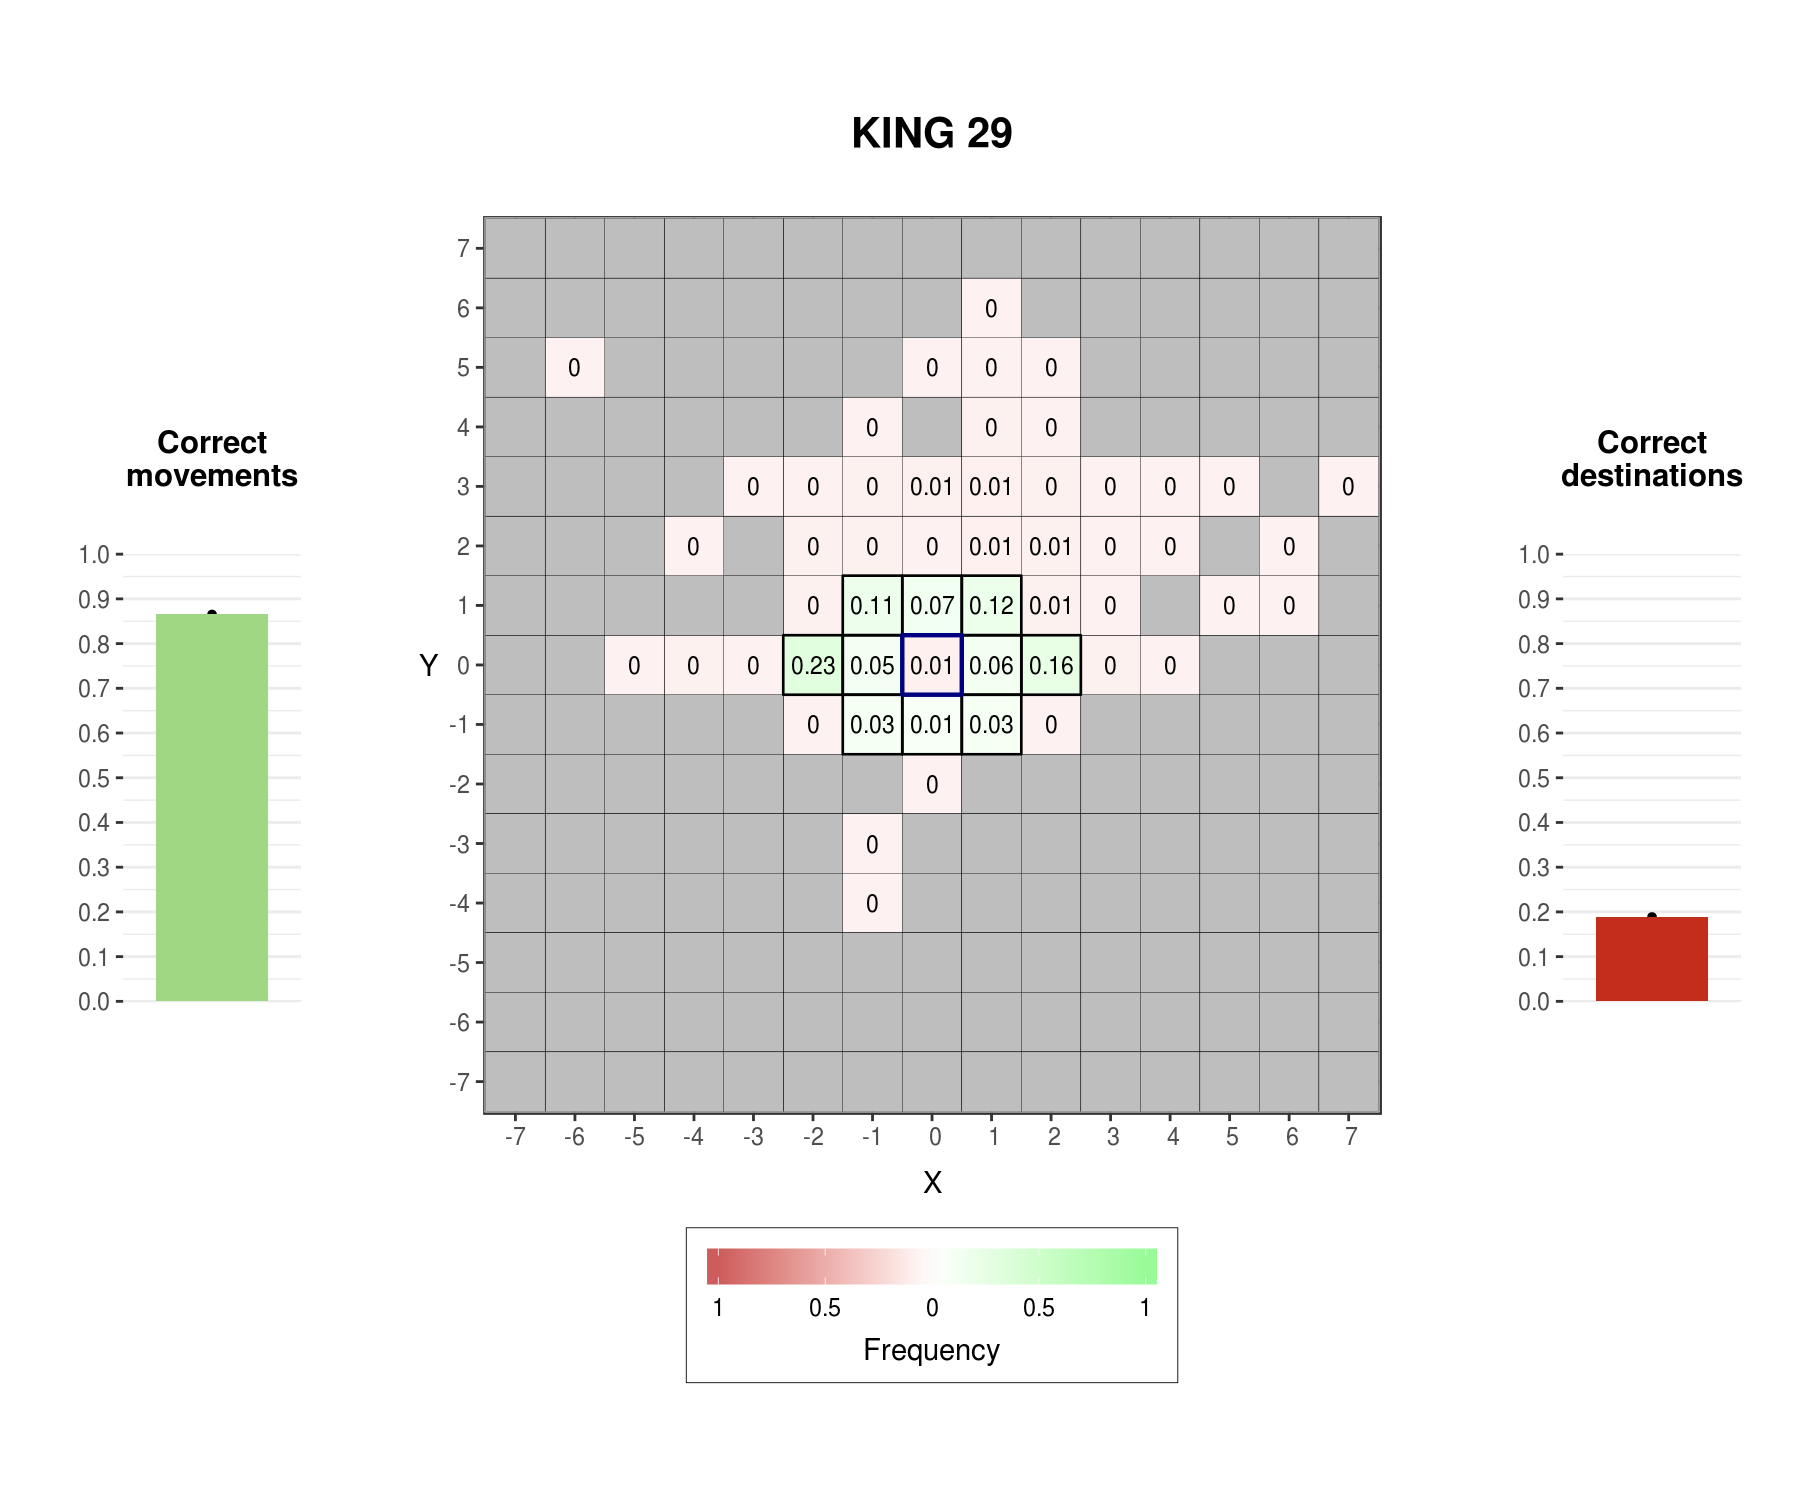 KING 29
Correct
movements
1.0
0.9
0.8
0.7
0.6
0.5
0.4
0.3
0.2
0.1
0.0
Y
7
6 0
5 0 0 0 0
4 0 0 0
3 0 0 0 0.01 0.01 0 0 0 0 0
2 0 0 0 0 0.01 0.01 0 0 0
1 0 0.11 0.07 0.12 0.01 0 0 0
0 0 0 0 0.23 0.05 0.01 0.06 0.16 0 0
-1 0 0.03 0.01 0.03 0
-2 0
-3 0
-4 0
-5
-6
-7
-7 -6 -5 -4 -3 -2 -1 0 1 2 3 4 5 6 7
X
1 0.5 0 0.5 1
Frequency
Correct
destinations
1.0
0.9
0.8
0.7
0.6
0.5
0.4
0.3
0.2
0.1
0.0